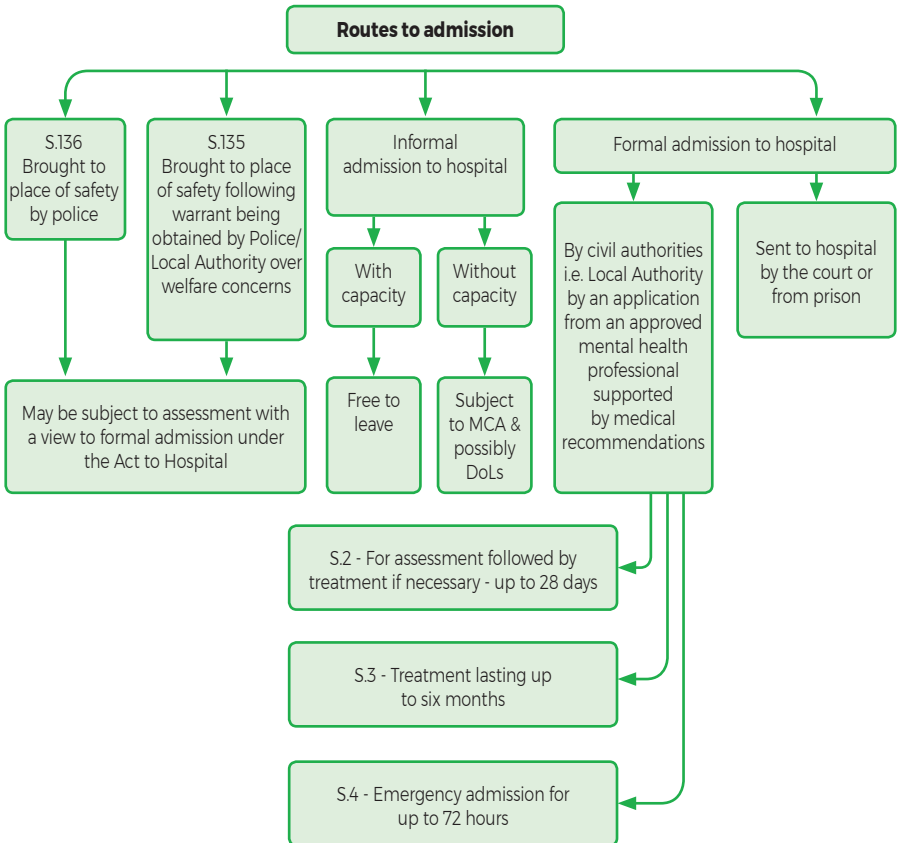 Routes to admission
S.136
Brought to
place of safety
by police
S.135
Brought to place
of safety following
warrant being
obtained by Police/
Local Authority over
welfare concerns
Informal
admission to hospital
Formal admission to hospital
With
capacity
Without
capacity
By civil authorities
i.e. Local Authority
by an application
from an approved
mental health
professional
supported
by medical
recommendations
Sent to hospital
by the court or
from prison
May be subject to assessment with
a view to formal admission under
the Act to Hospital
Free to
leave
Subject
to MCA &
possibly
DoLs
S.2 - For assessment followed by
treatment if necessary - up to 28 days
S.3 - Treatment lasting up
to six months
S.4 - Emergency admission for
up to 72 hours